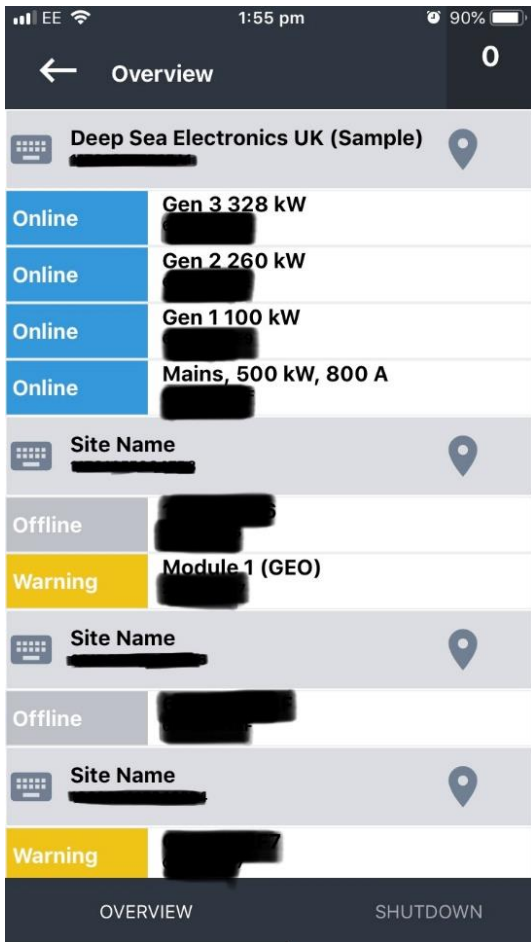 EE 1:55 pm 90%
Overview 0
Deep Sea Electronics UK (Sample)
Online Gen 3 328 kW
Online Gen 2 260 kW
Online Gen 1 100 kW
Online Mains, 500 kW, 800 A
Site Name
Offline
Warning Module 1 (GEO)
Site Name
Offline
Site Name
Warning
OVERVIEW SHUTDOWN